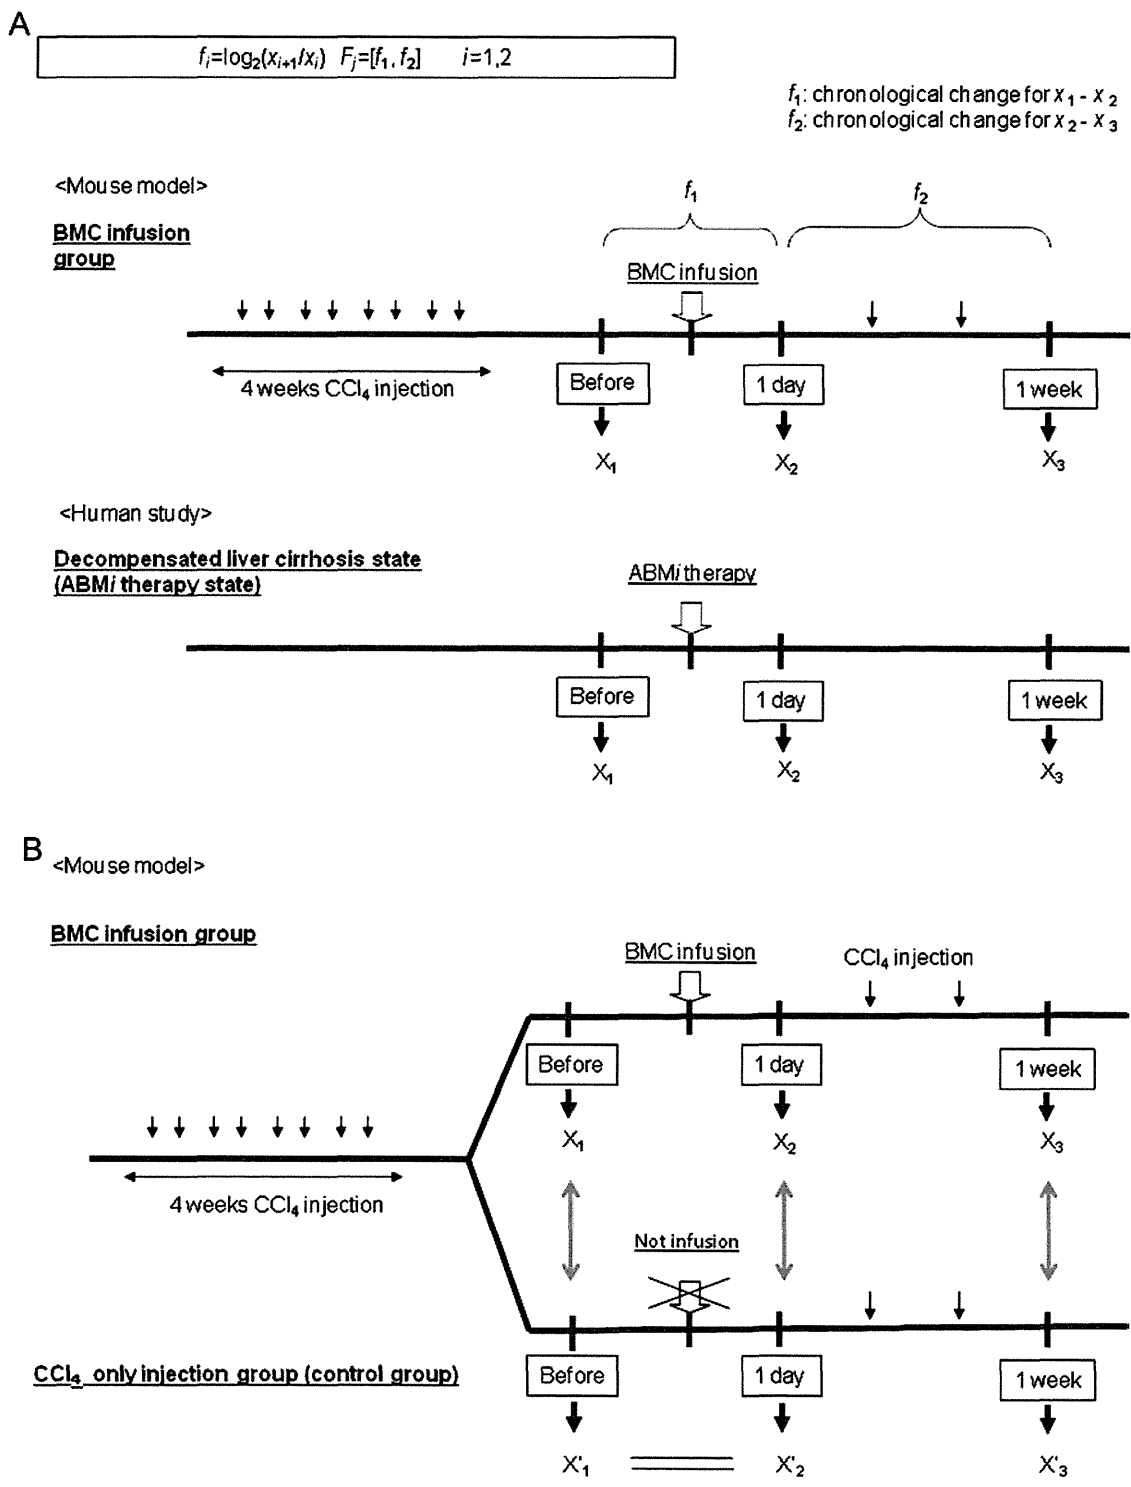 A
fᵢ=log₂(xᵢ₊₁/xᵢ) Fⱼ=[f₁, f₂] i=1,2
f₁: chronological change for x₁ - x₂
f₂: chronological change for x₂ - x₃
<Mouse model>
BMC infusion
group
f₁
f₂
BMC infusion
4 weeks CCl₄ injection
Before
1 day
1 week
X₁
X₂
X₃
<Human study>
Decompensated liver cirrhosis state
(ABMi therapy state)
ABMi therapy
Before
1 day
1 week
X₁
X₂
X₃
B
<Mouse model>
BMC infusion group
BMC infusion
CCl₄ injection
Before
1 day
1 week
X₁
X₂
X₃
4 weeks CCl₄ injection
Not infusion
CCl₄ only injection group (control group)
Before
1 day
1 week
X'₁
X'₂
X'₃